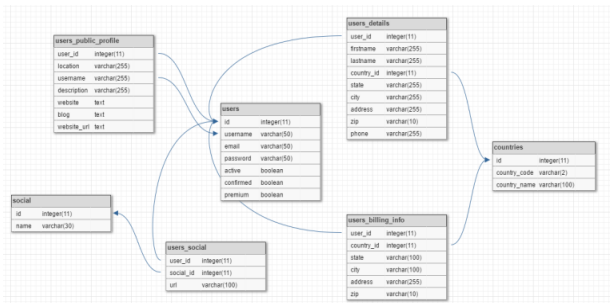 users_public_profile
user_id integer(11)
location varchar(255)
username varchar(255)
description varchar(255)
website text
blog text
website_url text
users_details
user_id integer(11)
firstname varchar(255)
lastname varchar(255)
country_id integer(11)
state varchar(255)
city varchar(255)
address varchar(255)
zip varchar(10)
phone varchar(255)
users
id integer(11)
username varchar(50)
email varchar(50)
password varchar(50)
active boolean
confirmed boolean
premium boolean
countries
id integer(11)
country_code varchar(2)
country_name varchar(100)
social
id integer(11)
name varchar(30)
users_social
user_id integer(11)
social_id integer(11)
url varchar(100)
users_billing_info
user_id integer(11)
country_id integer(11)
state varchar(100)
city varchar(100)
address varchar(255)
zip varchar(10)